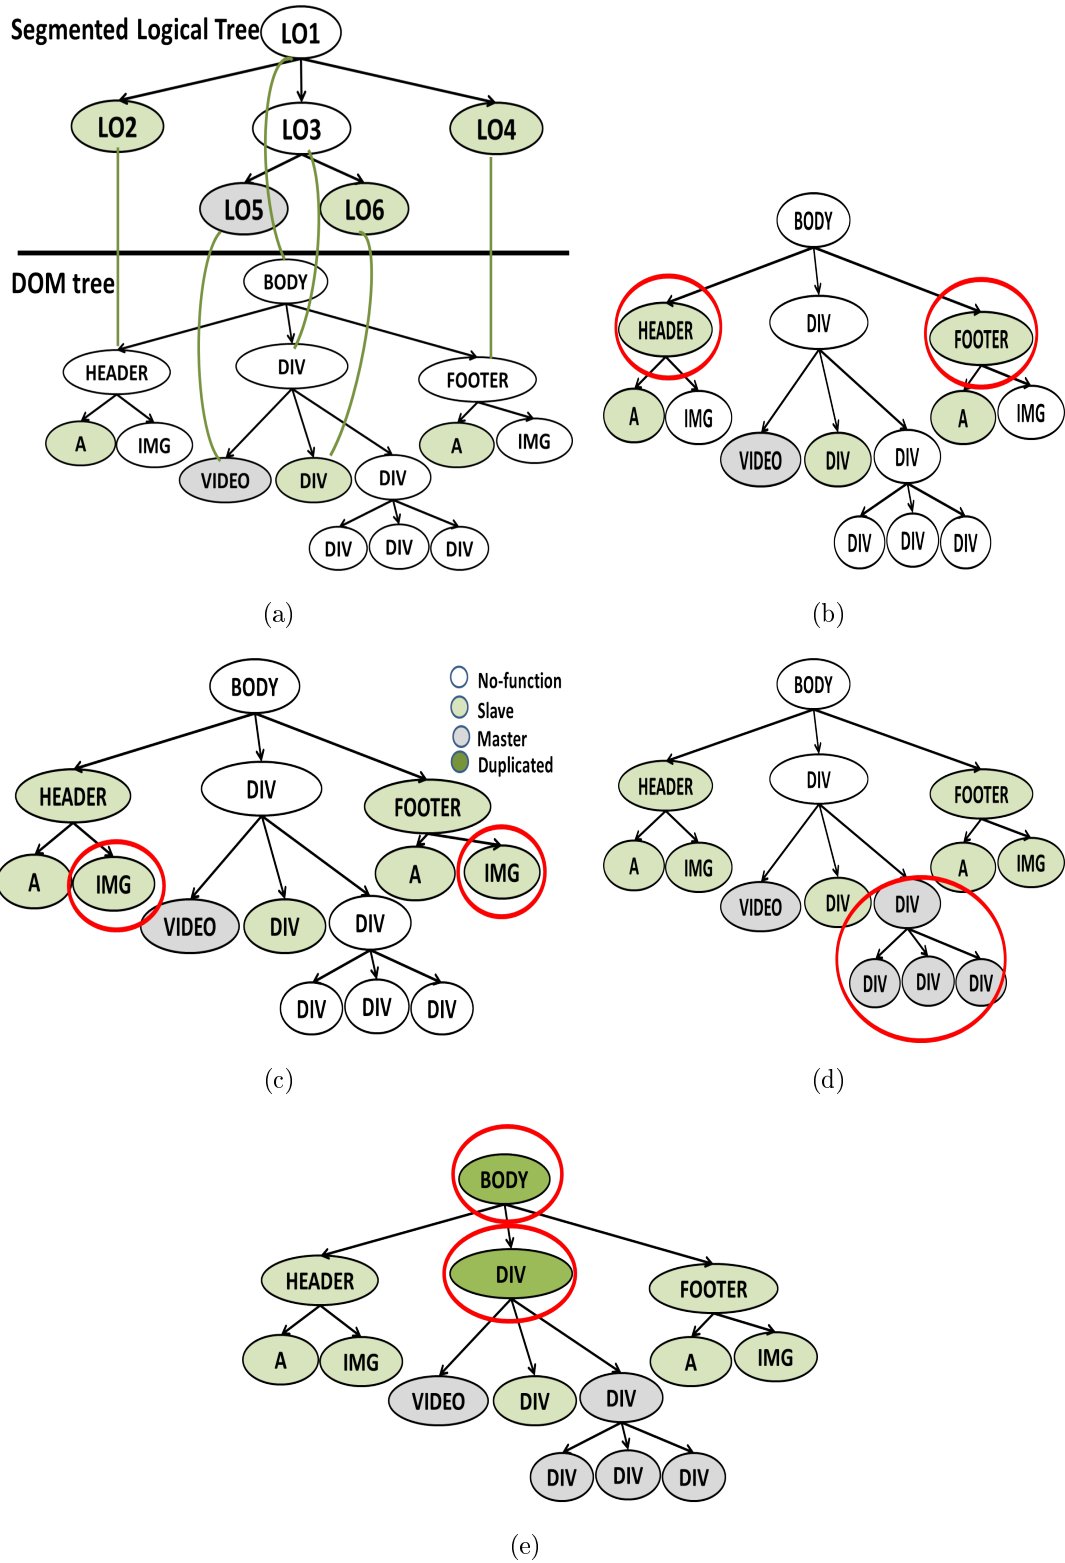 Segmented Logical Tree
LO1
LO2
LO3
LO4
LO5
LO6
DOM tree
BODY
HEADER
DIV
FOOTER
A
IMG
A
IMG
VIDEO
DIV
DIV
DIV
DIV
DIV
(a)
BODY
HEADER
DIV
FOOTER
A
IMG
A
IMG
VIDEO
DIV
DIV
DIV
DIV
DIV
(b)
BODY
HEADER
DIV
FOOTER
A
IMG
A
IMG
VIDEO
DIV
DIV
DIV
DIV
DIV
No-function
Slave
Master
Duplicated
(c)
BODY
HEADER
DIV
FOOTER
A
IMG
A
IMG
VIDEO
DIV
DIV
DIV
DIV
DIV
(d)
BODY
HEADER
DIV
FOOTER
A
IMG
A
IMG
VIDEO
DIV
DIV
DIV
DIV
DIV
(e)